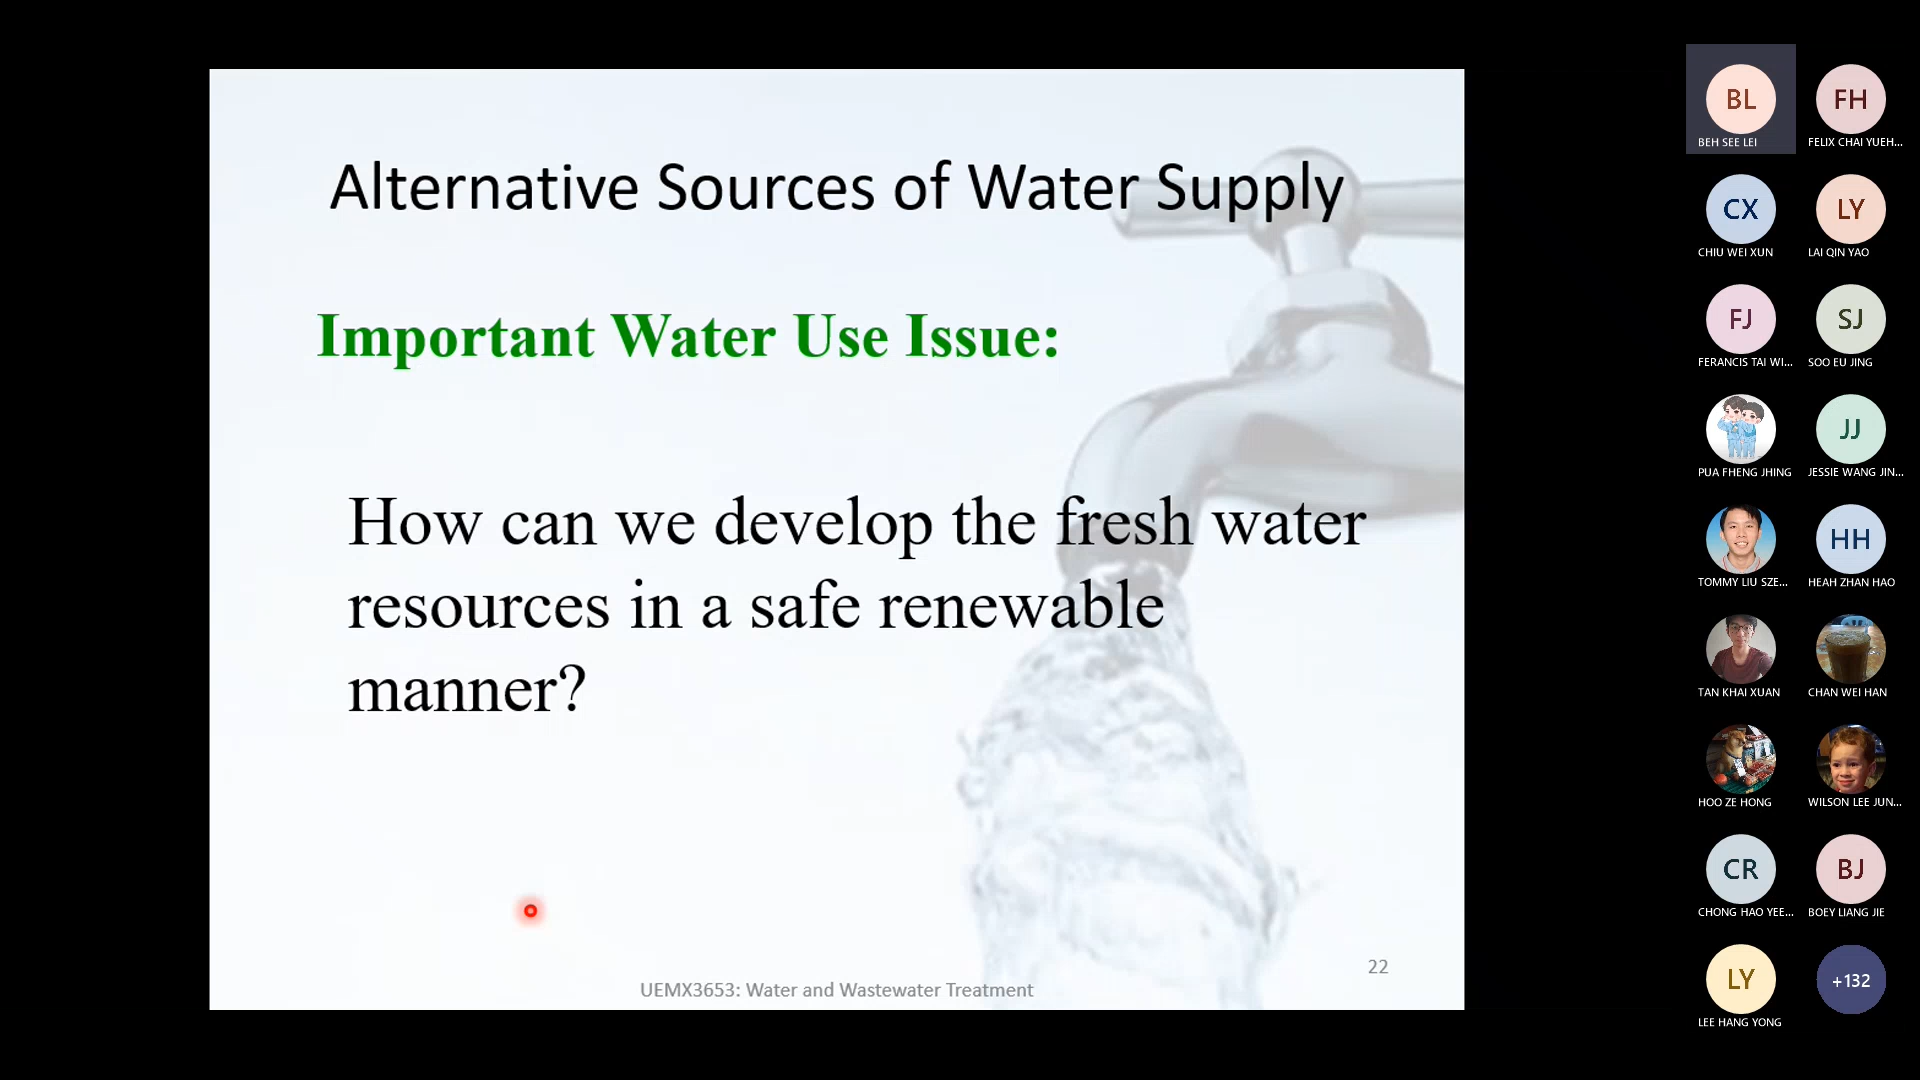 Alternative Sources of Water Supply
Important Water Use Issue:
How can we develop the fresh water
resources in a safe renewable
manner?
22
UEMX3653: Water and Wastewater Treatment
BL
BEH SEE LEI
FH
FELIX CHAI YUEH...
CX
CHIU WEI XUN
LY
LAI QIN YAO
FJ
FERANCIS TAI WI...
SJ
SOO EU JING
PUA FHENG JHING
JJ
JESSIE WANG JIN...
TOMMY LIU SZE...
HH
HEAH ZHAN HAO
TAN KHAI XUAN
CHAN WEI HAN
HOO ZE HONG
WILSON LEE JUN...
CR
CHONG HAO YEE...
BJ
BOEY LIANG JIE
LY
LEE HANG YONG
+132